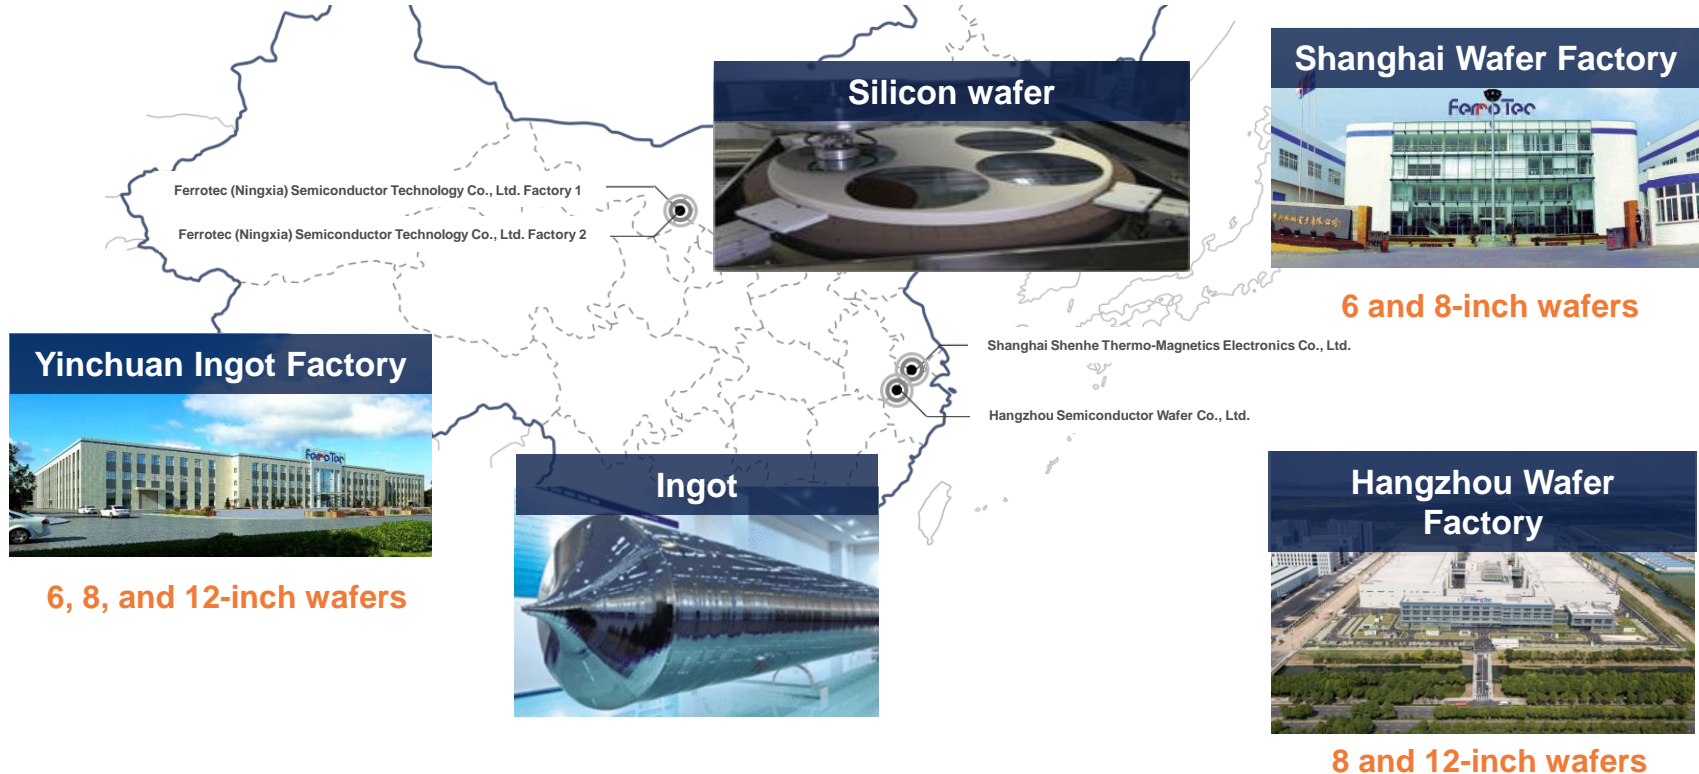 Silicon wafer
Shanghai Wafer Factory
FerroTec
6 and 8-inch wafers
Ferrotec (Ningxia) Semiconductor Technology Co., Ltd. Factory 1
Ferrotec (Ningxia) Semiconductor Technology Co., Ltd. Factory 2
Yinchuan Ingot Factory
FerroTec
6, 8, and 12-inch wafers
Shanghai Shenhe Thermo-Magnetics Electronics Co., Ltd.
Hangzhou Semiconductor Wafer Co., Ltd.
Ingot
Hangzhou Wafer
Factory
FerroTec
8 and 12-inch wafers